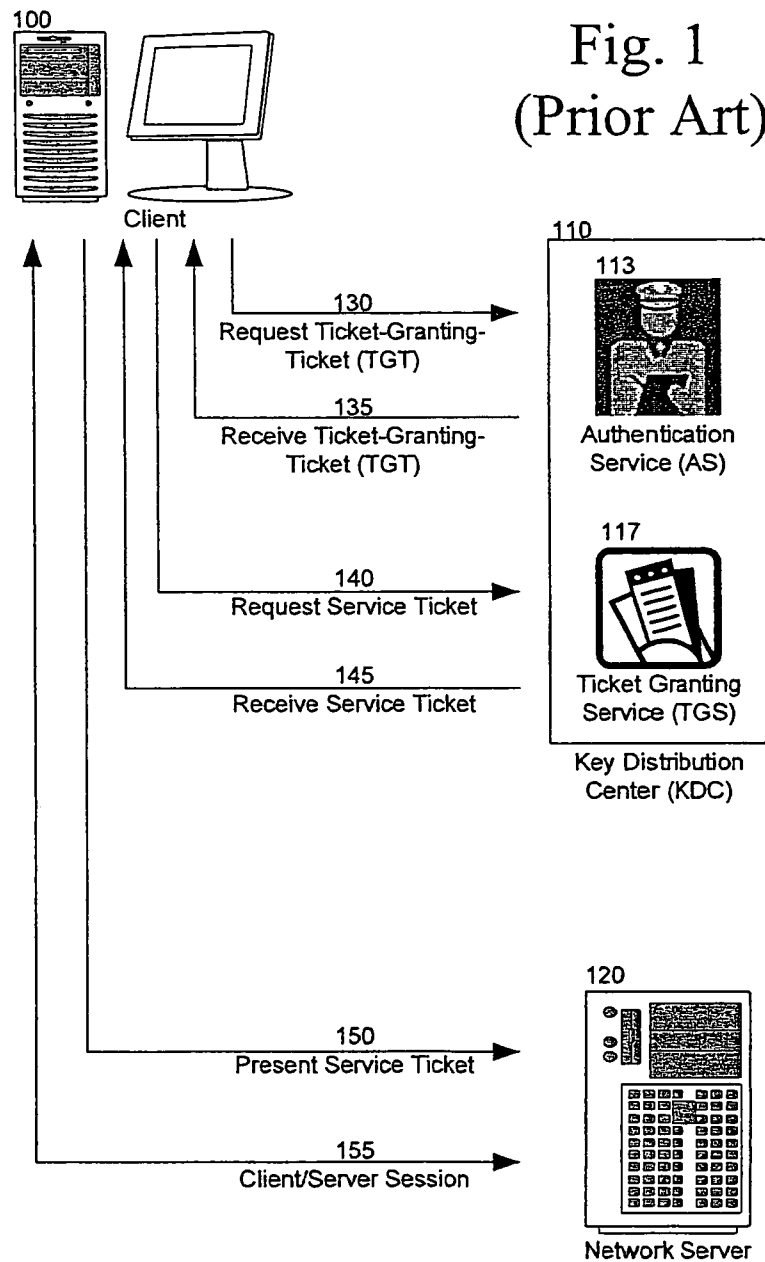 100
Fig. 1
(Prior Art)
Client
110
113
130
Request Ticket-Granting-
Ticket (TGT)
135
Receive Ticket-Granting-
Ticket (TGT)
Authentication
Service (AS)
117
140
Request Service Ticket
145
Receive Service Ticket
Ticket Granting
Service (TGS)
Key Distribution
Center (KDC)
120
150
Present Service Ticket
155
Client/Server Session
Network Server